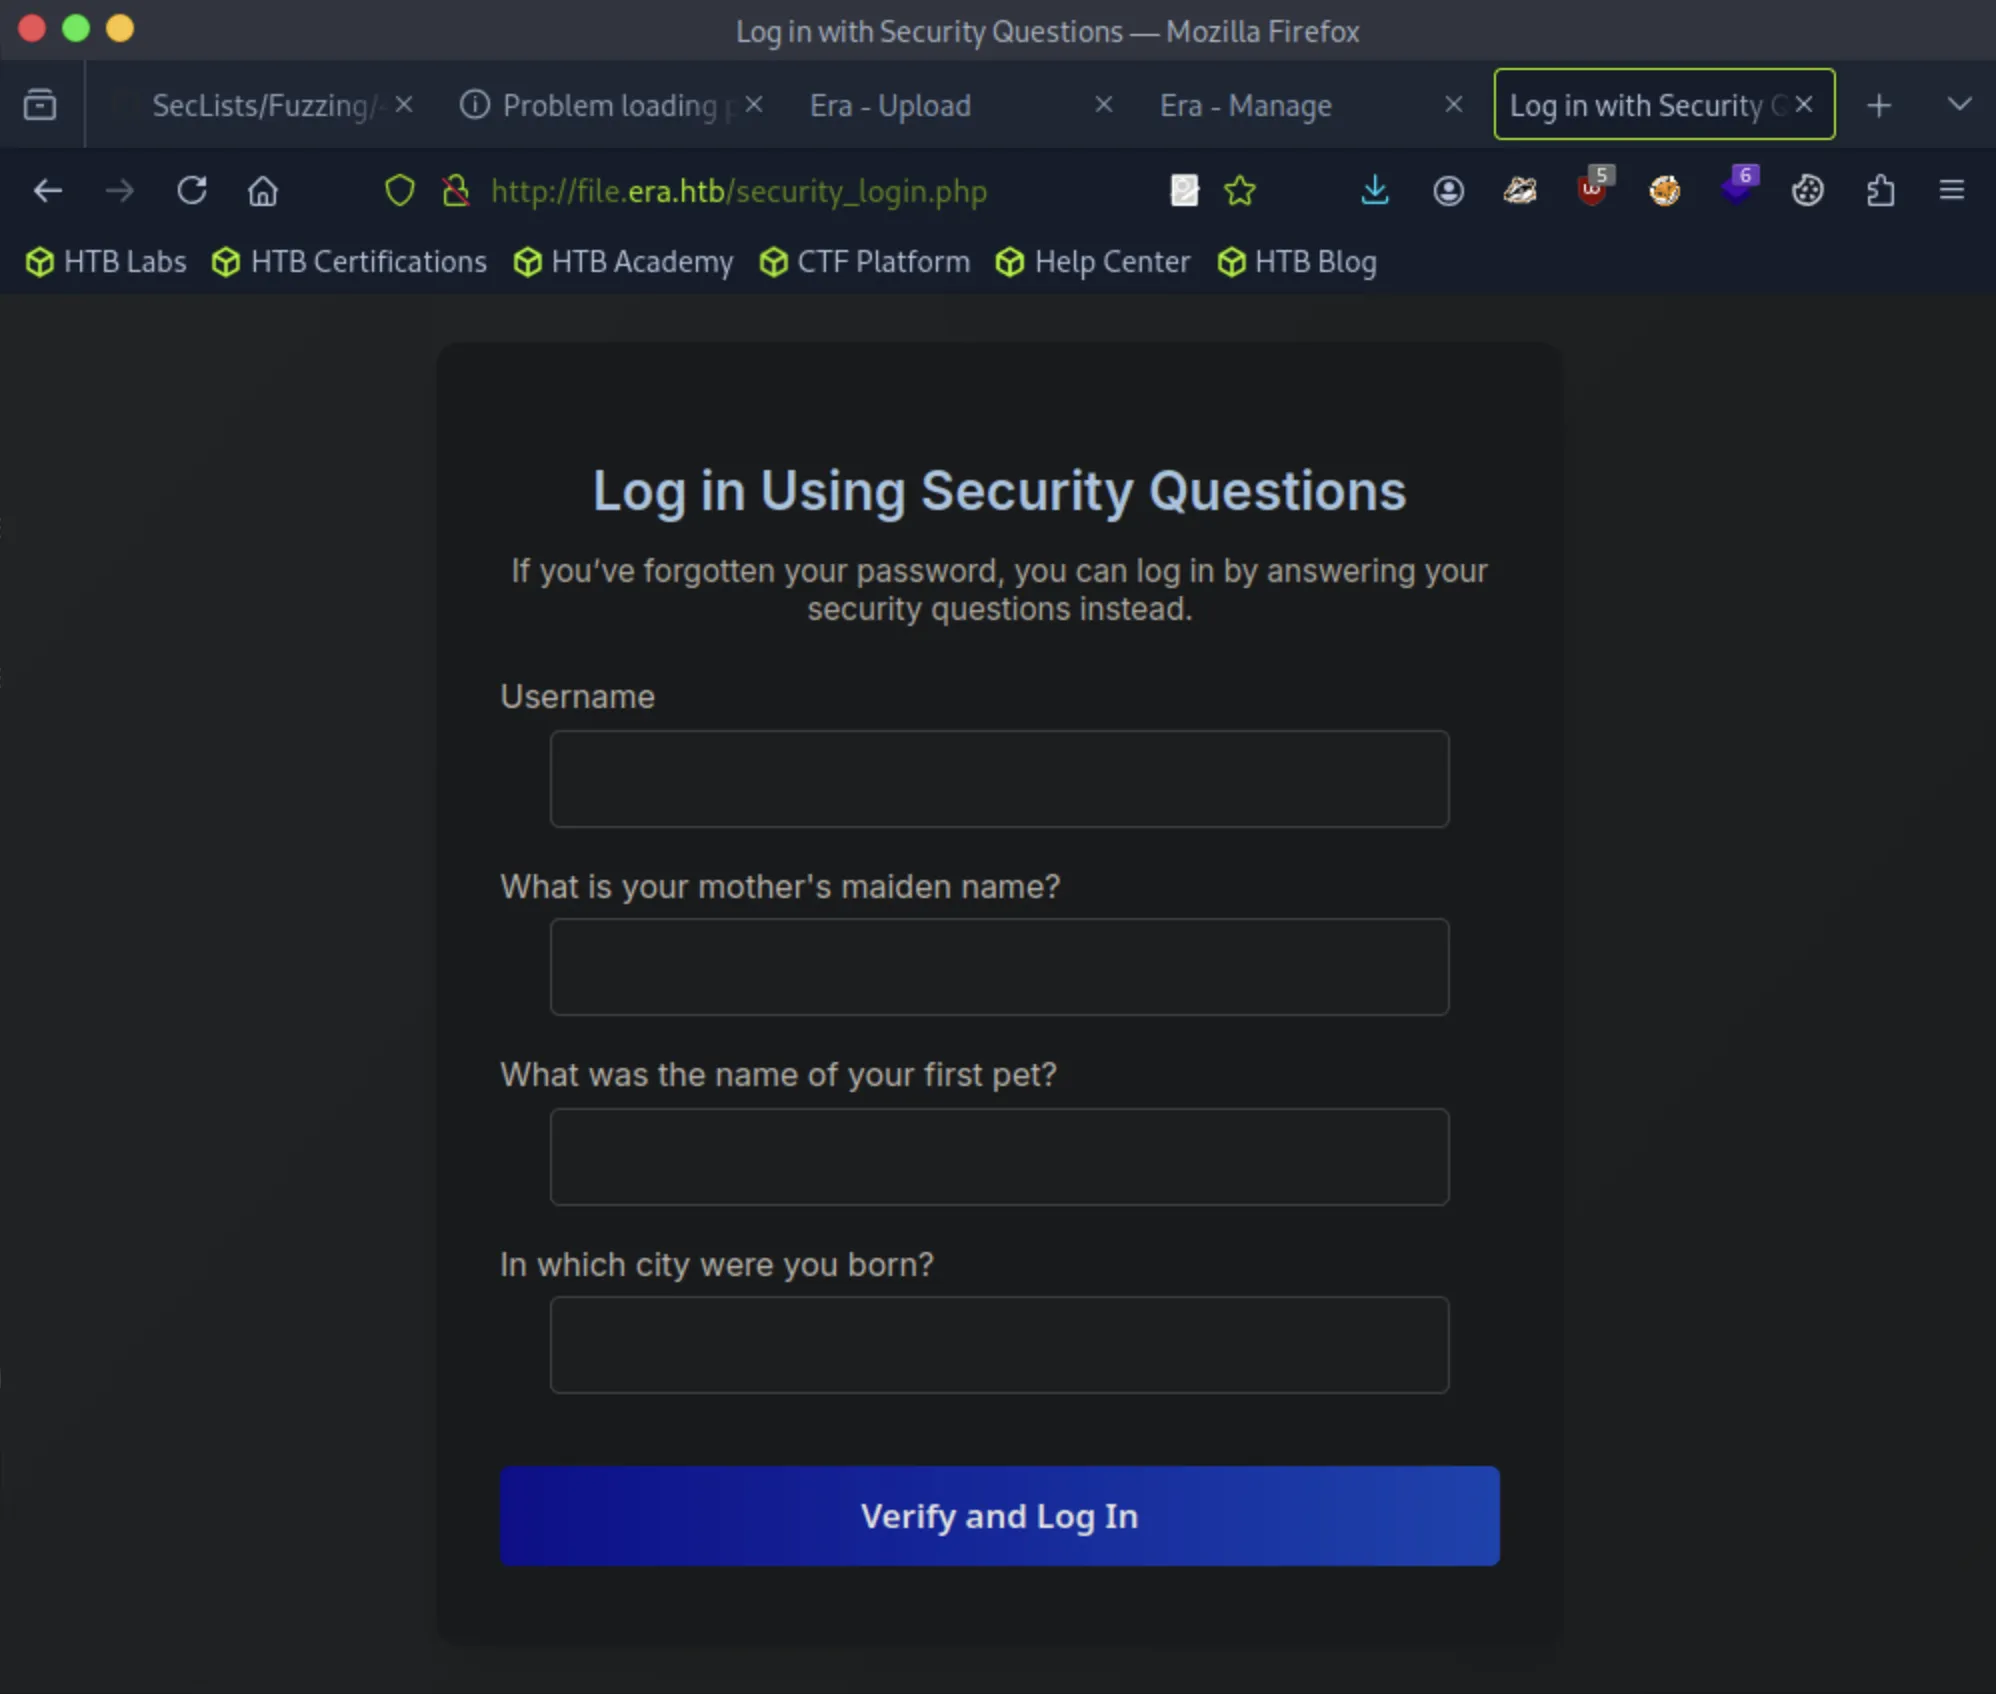 Log in with Security Questions — Mozilla Firefox
SecLists/Fuzzing/ Problem loading Era - Upload Era - Manage Log in with Security
http://file.era.htb/security_login.php 5 6
HTB Labs HTB Certifications HTB Academy CTF Platform Help Center HTB Blog
Log in Using Security Questions
If you’ve forgotten your password, you can log in by answering your
security questions instead.
Username
What is your mother's maiden name?
What was the name of your first pet?
In which city were you born?
Verify and Log In